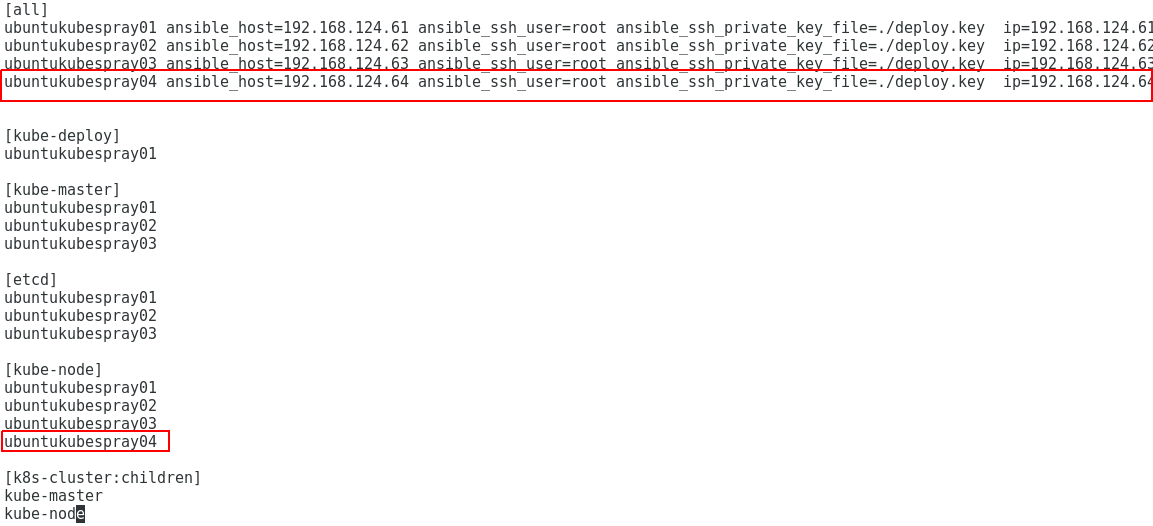 [all]
ubuntukubespray01 ansible_host=192.168.124.61 ansible_ssh_user=root ansible_ssh_private_key_file=./deploy.key  ip=192.168.124.61
ubuntukubespray02 ansible_host=192.168.124.62 ansible_ssh_user=root ansible_ssh_private_key_file=./deploy.key  ip=192.168.124.62
ubuntukubespray03 ansible_host=192.168.124.63 ansible_ssh_user=root ansible_ssh_private_key_file=./deploy.key  ip=192.168.124.63
ubuntukubespray04 ansible_host=192.168.124.64 ansible_ssh_user=root ansible_ssh_private_key_file=./deploy.key  ip=192.168.124.64
[kube-deploy]
ubuntukubespray01
[kube-master]
ubuntukubespray01
ubuntukubespray02
ubuntukubespray03
[etcd]
ubuntukubespray01
ubuntukubespray02
ubuntukubespray03
[kube-node]
ubuntukubespray01
ubuntukubespray02
ubuntukubespray03
ubuntukubespray04
[k8s-cluster:children]
kube-master
kube-node